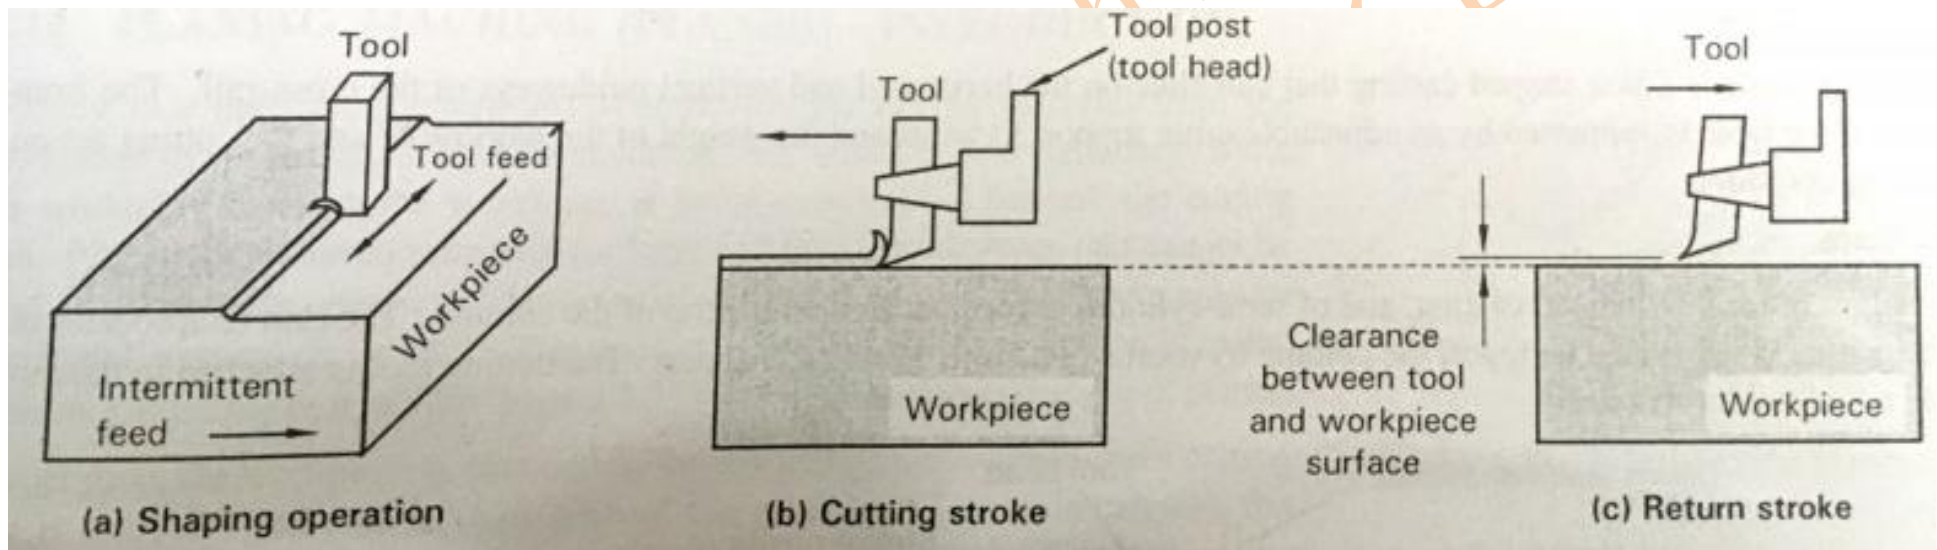 Tool
Tool feed
Workpiece
Intermittent
feed
(a) Shaping operation
Tool post
(tool head)
Tool
Workpiece
(b) Cutting stroke
Clearance
between tool
and workpiece
surface
Tool
Workpiece
(c) Return stroke